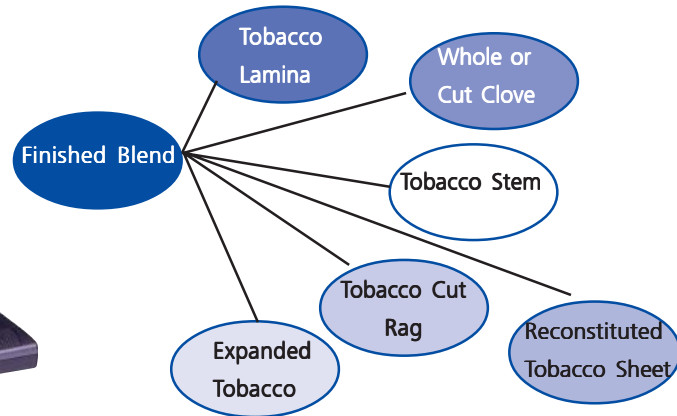 Tobacco
Lamina
Whole or
Cut Clove
Finished Blend
Tobacco Stem
Tobacco Cut
Rag
Reconstituted
Tobacco Sheet
Expanded
Tobacco